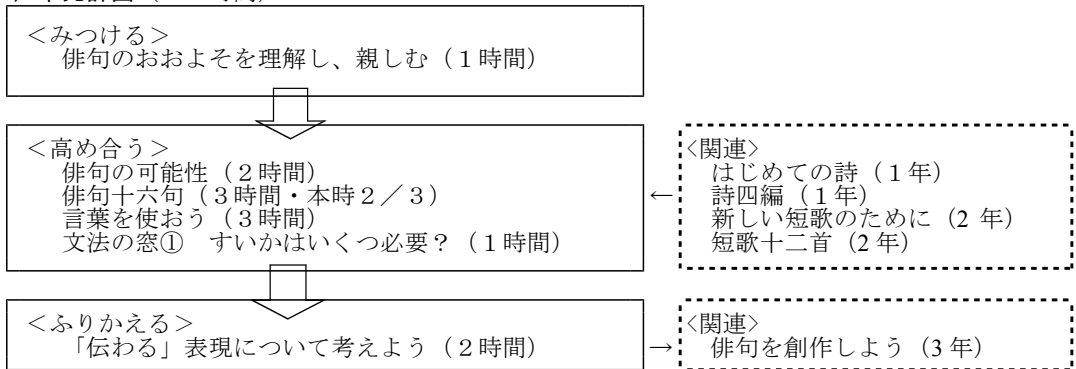 ＜みつける＞
俳句のおおよそを理解し、親しむ（１時間）
＜高め合う＞
俳句の可能性（２時間）
俳句十六句（３時間・本時２／３）
言葉を使おう（３時間）
文法の窓①　すいかはいくつ必要？（１時間）
←
<関連>
はじめての詩（１年）
詩四編（１年）
新しい短歌のために（2 年）
短歌十二首（2 年）
＜ふりかえる＞
「伝わる」表現について考えよう（２時間）
→
<関連>
俳句を創作しよう（3 年）